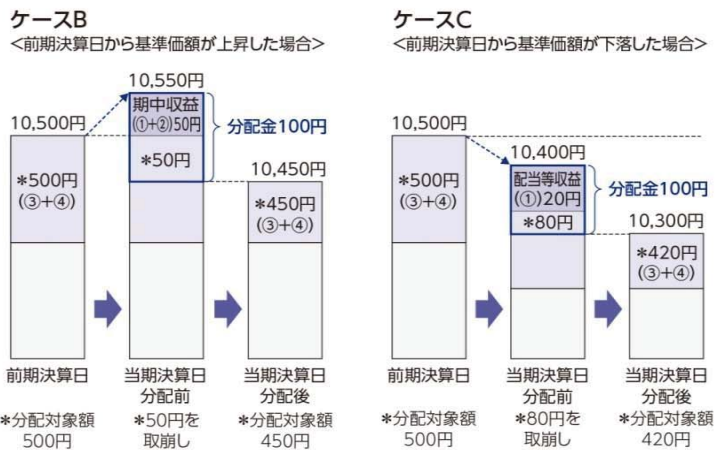 ケースB
<前期決算日から基準価額が上昇した場合>
10,550円
10,500円
期中収益
(①+②)50円
分配金100円
*50円
10,450円
*500円
(③+④)
*450円
(③+④)
前期決算日
当期決算日
分配前
当期決算日
分配後
*分配対象額
500円
*50円を
取崩し
*分配対象額
450円
ケースC
<前期決算日から基準価額が下落した場合>
10,500円
10,400円
*500円
(③+④)
配当等収益
(①)20円
分配金100円
*80円
10,300円
*420円
(③+④)
前期決算日
当期決算日
分配前
当期決算日
分配後
*分配対象額
500円
*80円を
取崩し
*分配対象額
420円